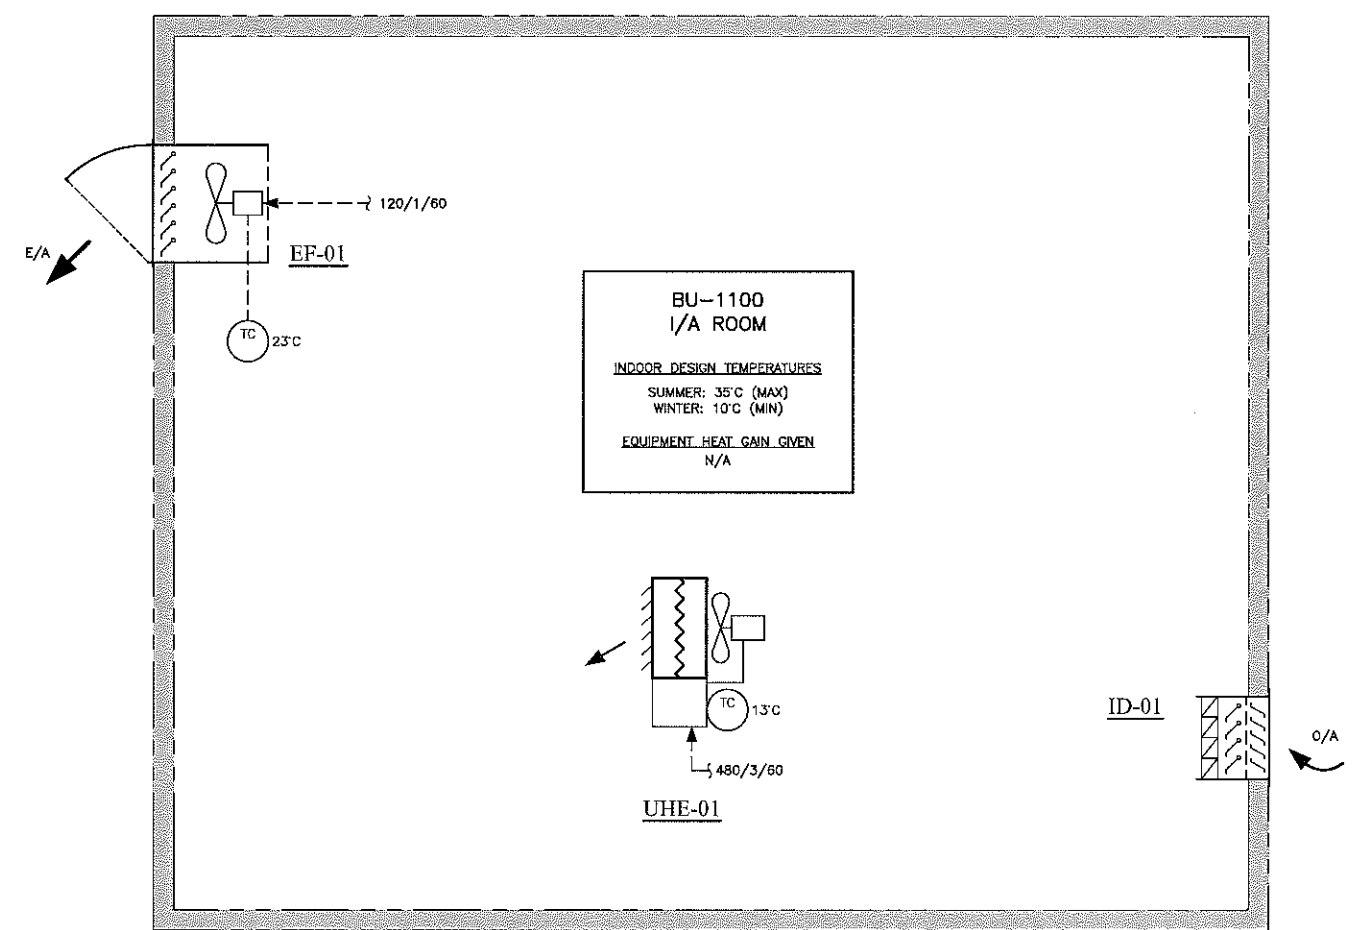 120/1/60
E/A
EF-01
TC
23°C
BU-1100
I/A ROOM
INDOOR DESIGN TEMPERATURES
SUMMER: 35°C (MAX)
WINTER: 10°C (MIN)
EQUIPMENT HEAT GAIN GIVEN
N/A
TC
13°C
ID-01
O/A
480/3/60
UHE-01